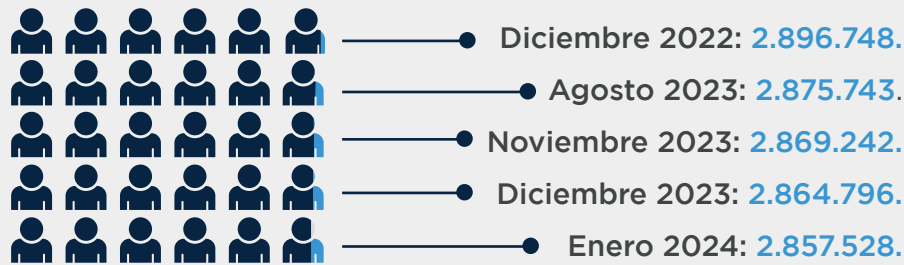 Diciembre 2022: 2.896.748.
Agosto 2023: 2.875.743.
Noviembre 2023: 2.869.242.
Diciembre 2023: 2.864.796.
Enero 2024: 2.857.528.